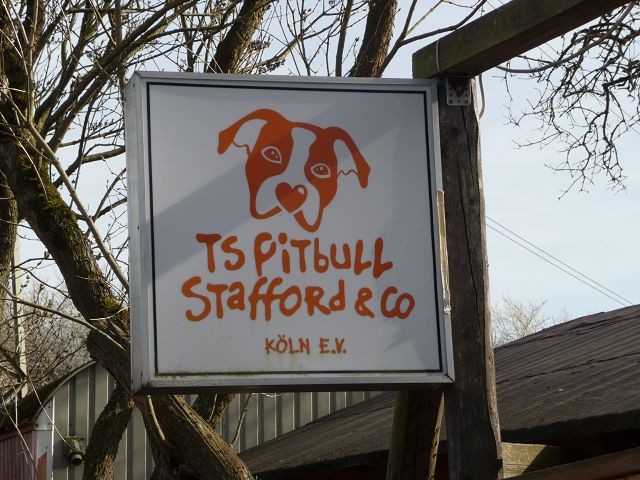 TS PitbuLL
StaffoRd & Co
KÖLN E.V.